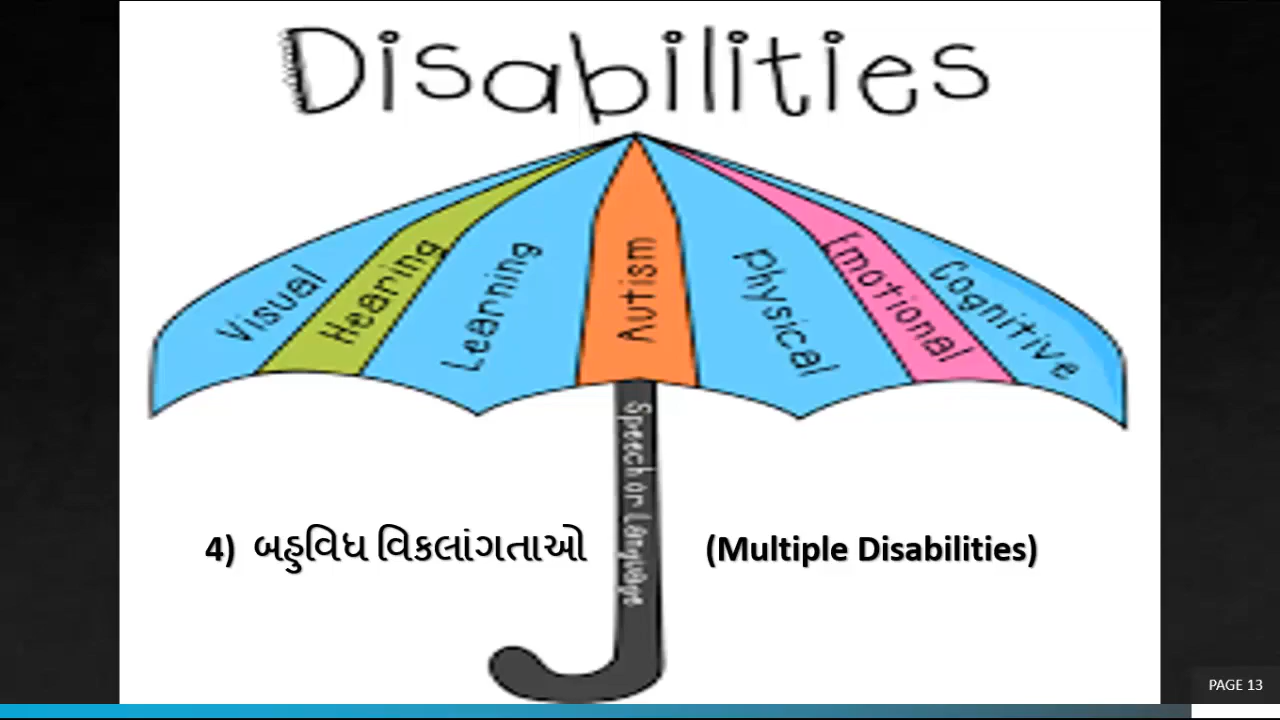 Disabilities
Visual
Hearing
Learning
Autism
Physical
Emotional
Cognitive
Speech or Language
4) બહુવિધ વિકલાંગતાઓ (Multiple Disabilities)
PAGE 13